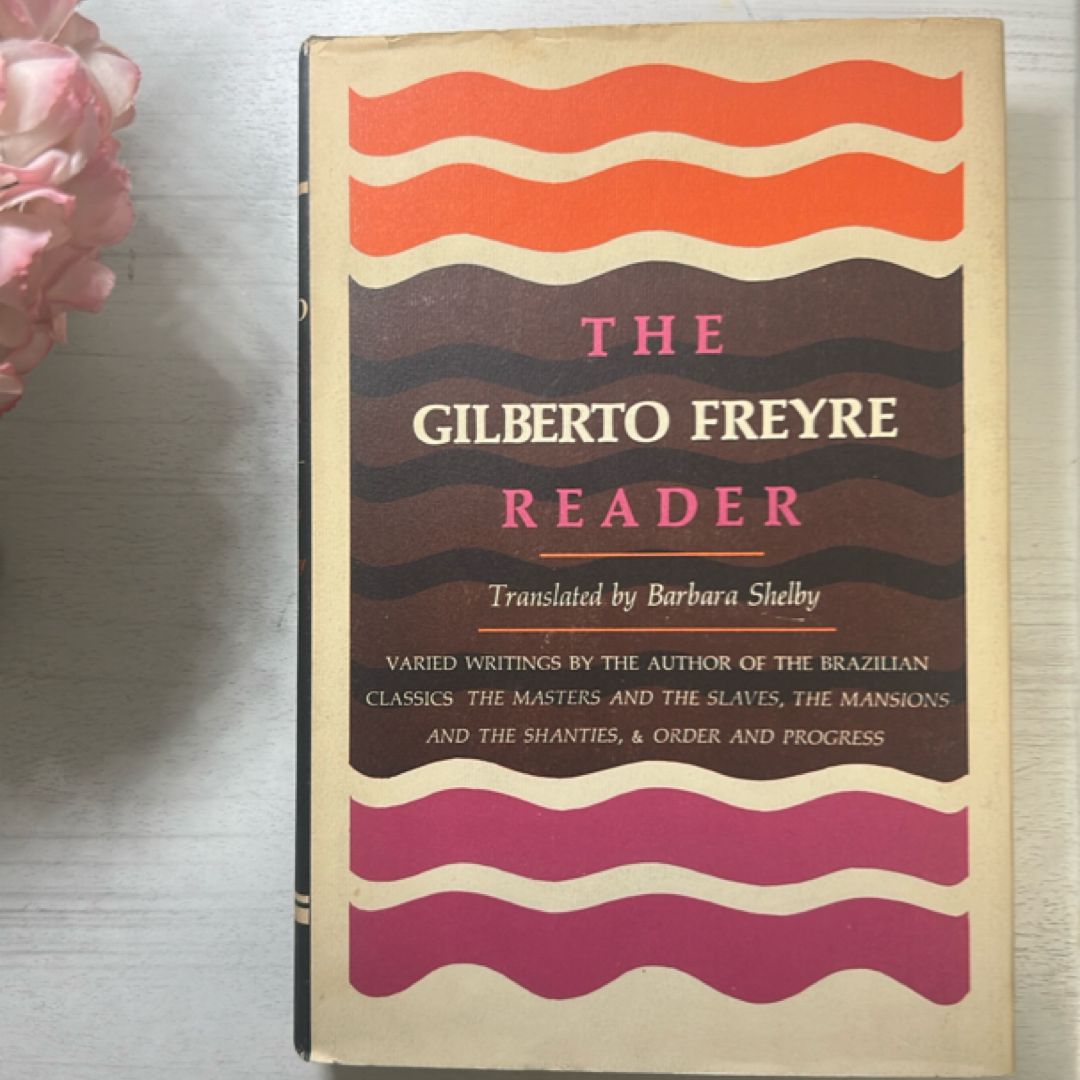 THE
GILBERTO FREYRE
READER
Translated by Barbara Shelby
VARIED WRITINGS BY THE AUTHOR OF THE BRAZILIAN
CLASSICS THE MASTERS AND THE SLAVES, THE MANSIONS
AND THE SHANTIES, & ORDER AND PROGRESS